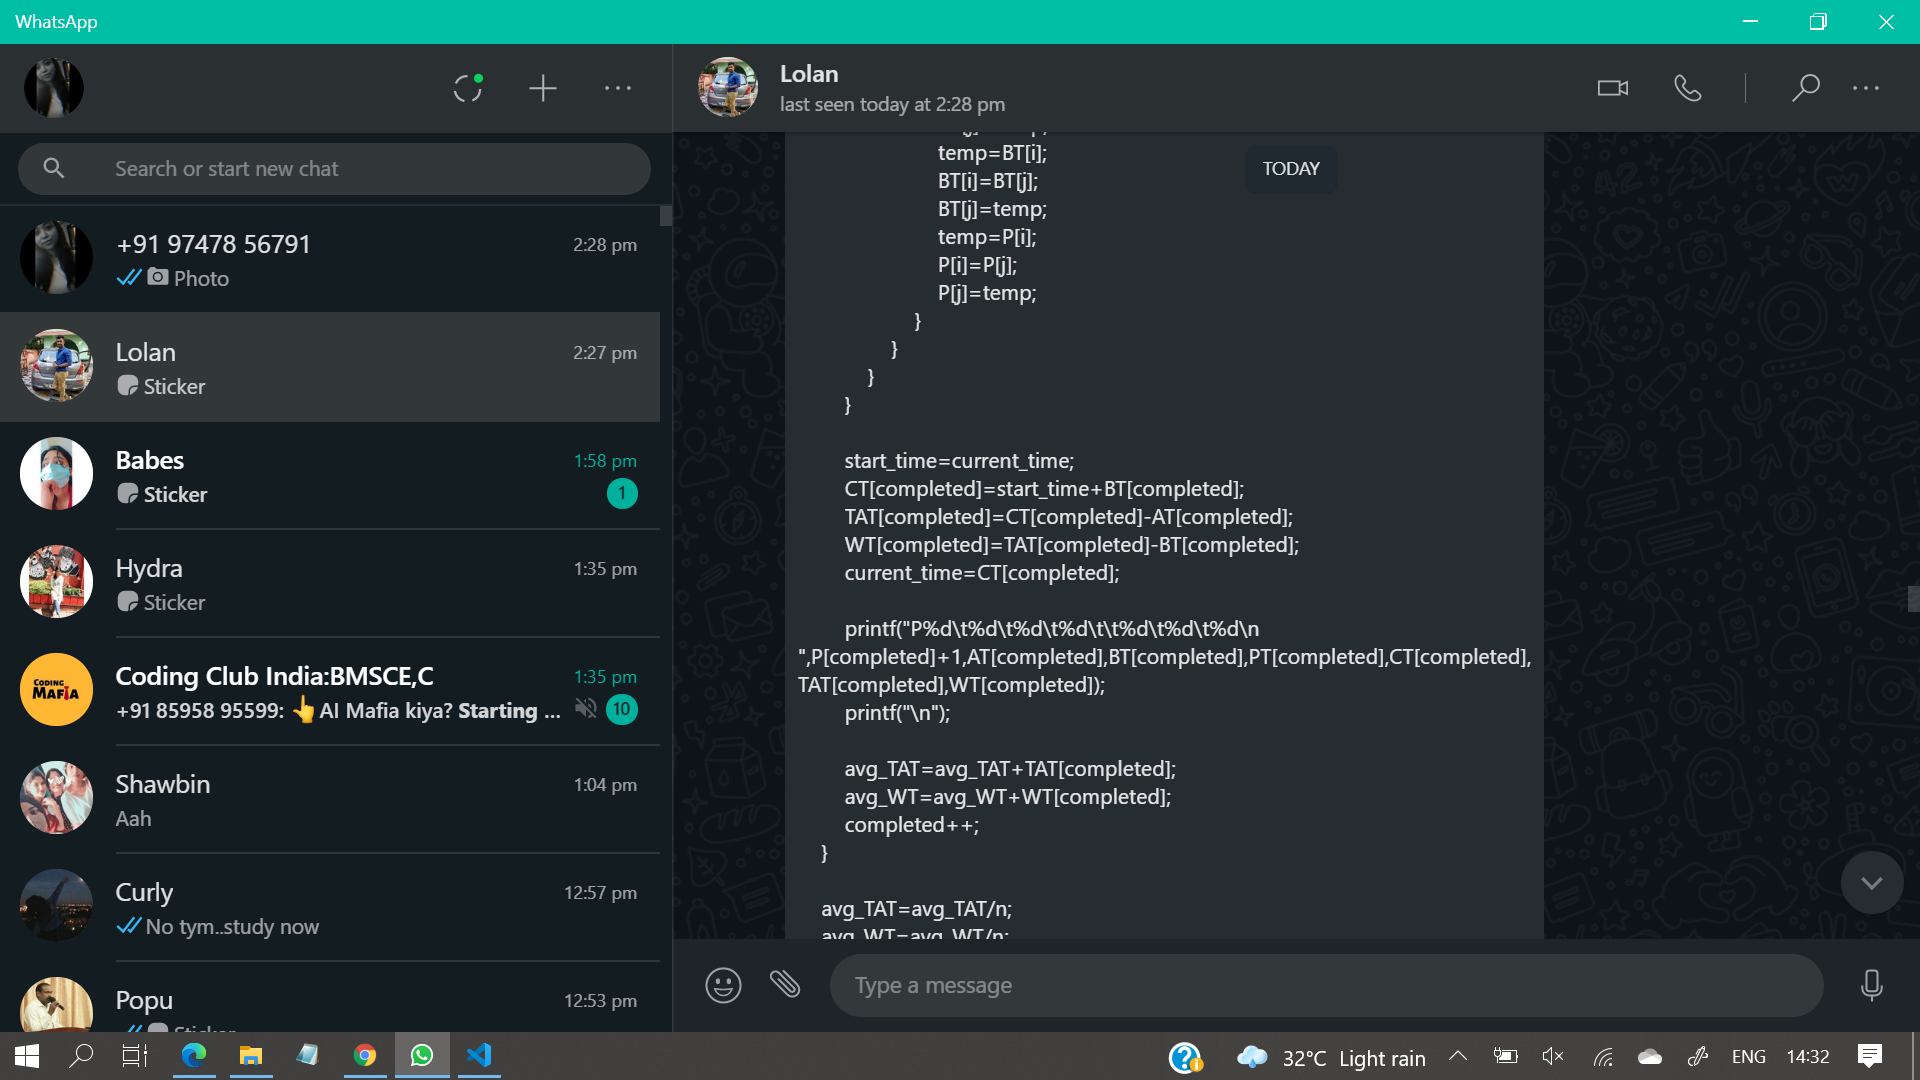 WhatsApp
Search or start new chat
+91 97478 56791
2:28 pm
Photo
Lolan
2:27 pm
Sticker
Babes
1:58 pm
Sticker
1
Hydra
1:35 pm
Sticker
Coding Club India:BMSCE,C
1:35 pm
+91 85958 95599: 👆AI Mafia kiya? Starting ...
10
CODING
MAFIA
Shawbin
1:04 pm
Aah
Curly
12:57 pm
No tym..study now
Popu
12:53 pm
Sticker
Lolan
last seen today at 2:28 pm
TODAY
temp=BT[i];
BT[i]=BT[j];
BT[j]=temp;
temp=P[i];
P[i]=P[j];
P[j]=temp;
}
}
}
}
start_time=current_time;
CT[completed]=start_time+BT[completed];
TAT[completed]=CT[completed]-AT[completed];
WT[completed]=TAT[completed]-BT[completed];
current_time=CT[completed];
printf("P%d\t%d\t%d\t%d\t\t%d\t%d\t%d\n
",P[completed]+1,AT[completed],BT[completed],PT[completed],CT[completed],
TAT[completed],WT[completed]);
printf("\n");
avg_TAT=avg_TAT+TAT[completed];
avg_WT=avg_WT+WT[completed];
completed++;
}
avg_TAT=avg_TAT/n;
avg_WT=avg_WT/n;
Type a message
32°C Light rain
ENG
14:32